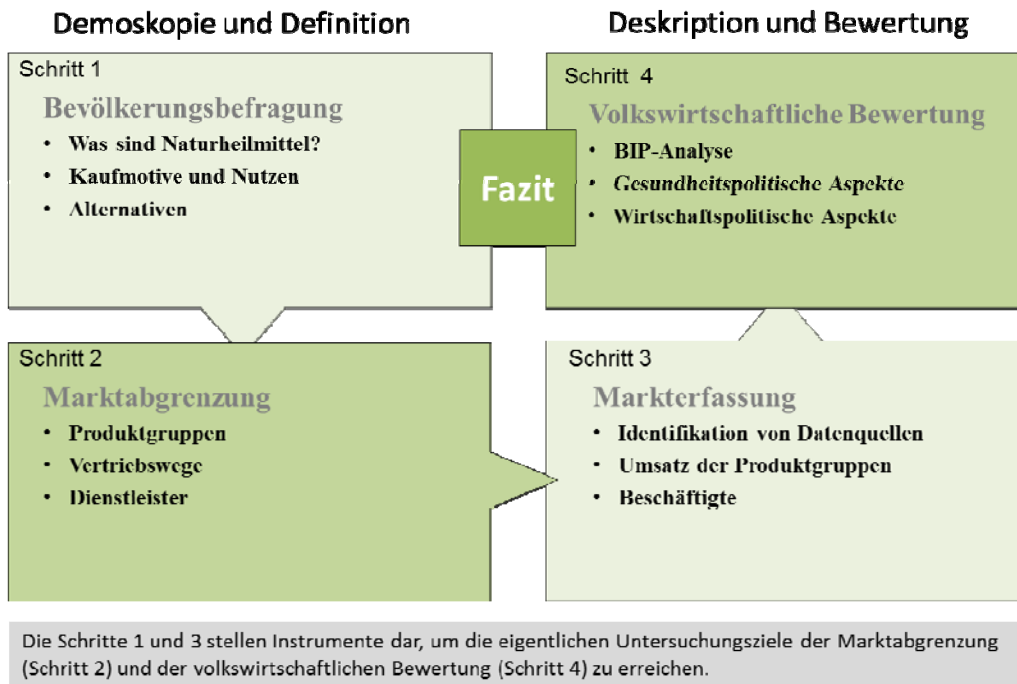 Demoskopie und Definition
Schritt 1
Bevölkerungsbefragung
• Was sind Naturheilmittel?
• Kaufmotive und Nutzen
• Alternativen
Schritt 2
Marktabgrenzung
• Produktgruppen
• Vertriebswege
• Dienstleister
Deskription und Bewertung
Schritt 4
Volkswirtschaftliche Bewertung
• BIP-Analyse
• Gesundheitspolitische Aspekte
• Wirtschaftspolitische Aspekte
Fazit
Schritt 3
Markterfassung
• Identifikation von Datenquellen
• Umsatz der Produktgruppen
• Beschäftigte
Die Schritte 1 und 3 stellen Instrumente dar, um die eigentlichen Untersuchungsziele der Marktabgrenzung
(Schritt 2) und der volkswirtschaftlichen Bewertung (Schritt 4) zu erreichen.